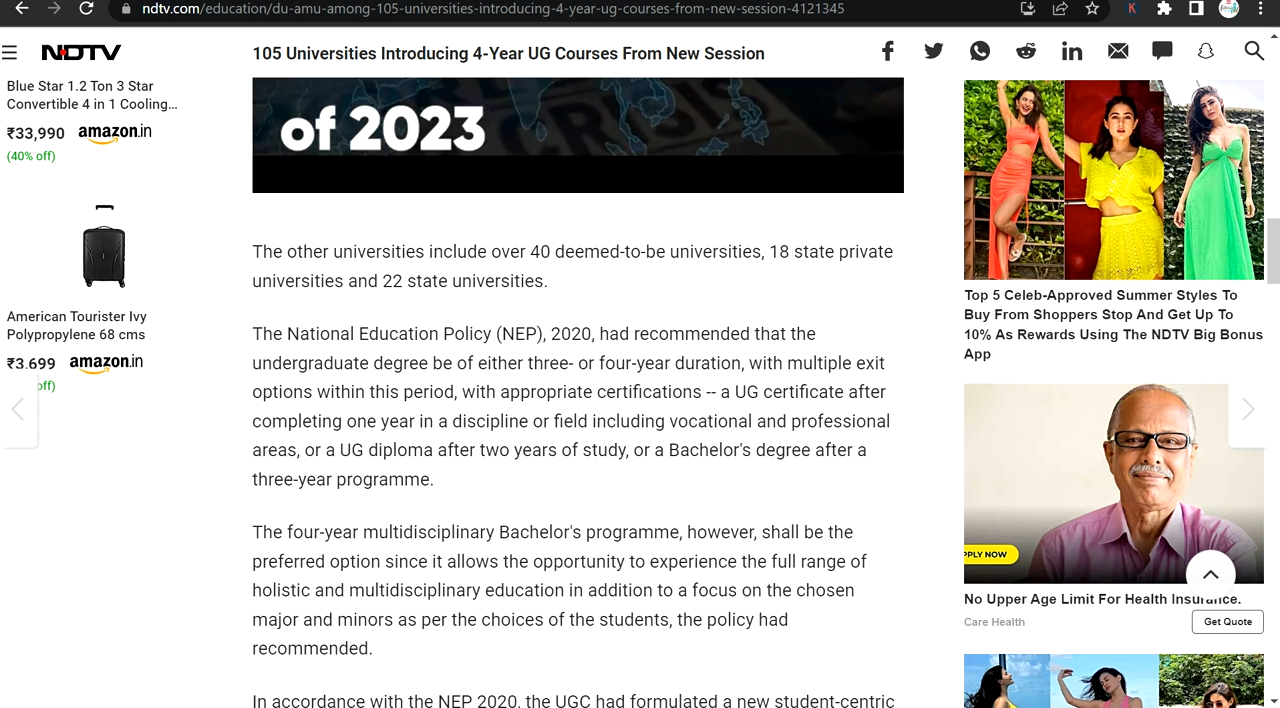 ndtv.com/education/du-amu-among-105-universities-introducing-4-year-ug-courses-from-new-session-4121345
NDTV
105 Universities Introducing 4-Year UG Courses From New Session
Blue Star 1.2 Ton 3 Star
Convertible 4 in 1 Cooling...
₹33,990 amazon.in
(40% off)
American Tourister Ivy
Polypropylene 68 cms
₹3,699 amazon.in
off)
of 2023
The other universities include over 40 deemed-to-be universities, 18 state private
universities and 22 state universities.
The National Education Policy (NEP), 2020, had recommended that the
undergraduate degree be of either three- or four-year duration, with multiple exit
options within this period, with appropriate certifications -- a UG certificate after
completing one year in a discipline or field including vocational and professional
areas, or a UG diploma after two years of study, or a Bachelor's degree after a
three-year programme.
The four-year multidisciplinary Bachelor's programme, however, shall be the
preferred option since it allows the opportunity to experience the full range of
holistic and multidisciplinary education in addition to a focus on the chosen
major and minors as per the choices of the students, the policy had
recommended.
In accordance with the NEP 2020, the UGC had formulated a new student-centric
Top 5 Celeb-Approved Summer Styles To
Buy From Shoppers Stop And Get Up To
10% As Rewards Using The NDTV Big Bonus
App
PPLY NOW
No Upper Age Limit For Health Insurance.
Care Health
Get Quote